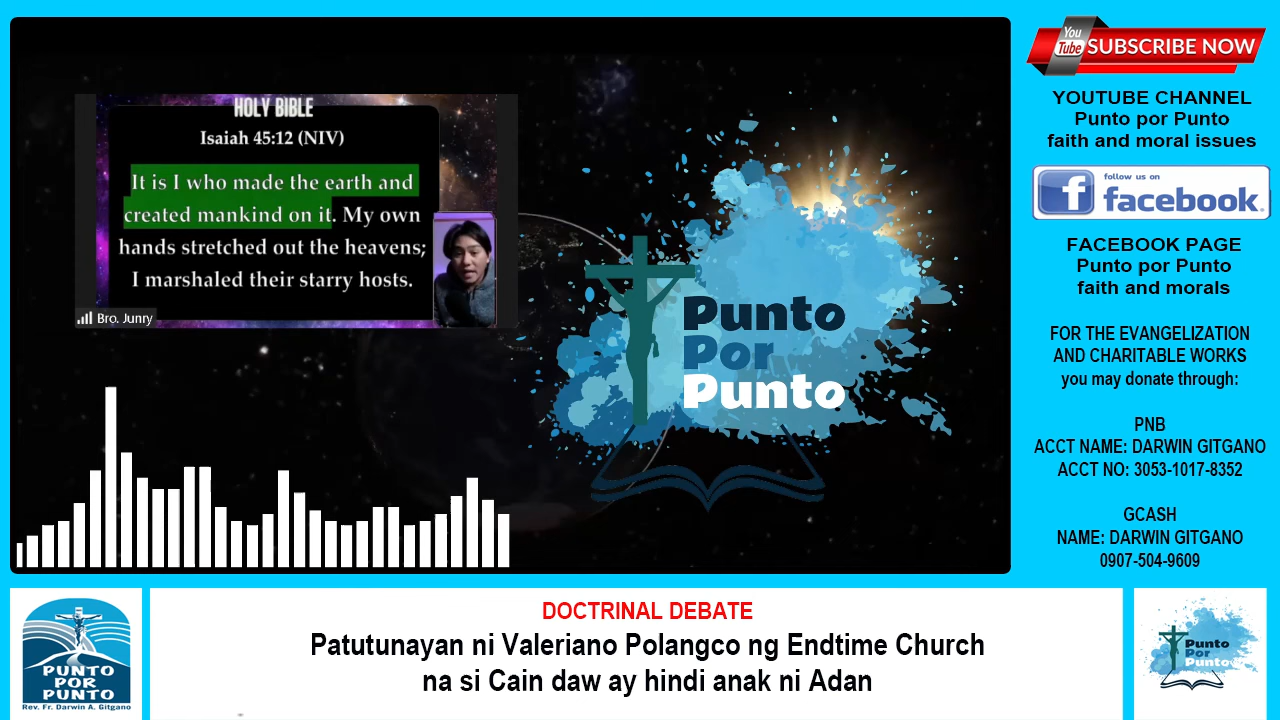 HOLY BIBLE
Isaiah 45:12 (NIV)
It is I who made the earth and
created mankind on it. My own
hands stretched out the heavens;
I marshaled their starry hosts.
Bro. Junry
Punto
Por
Punto
You
Tube
SUBSCRIBE NOW
YOUTUBE CHANNEL
Punto por Punto
faith and moral issues
follow us on
f facebook.
FACEBOOK PAGE
Punto por Punto
faith and morals
FOR THE EVANGELIZATION
AND CHARITABLE WORKS
you may donate through:
PNB
ACCT NAME: DARWIN GITGANO
ACCT NO: 3053-1017-8352
GCASH
NAME: DARWIN GITGANO
0907-504-9609
PUNTO
POR
PUNTO
Rev. Fr. Darwin A. Gitgano
DOCTRINAL DEBATE
Patutunayan ni Valeriano Polangco ng Endtime Church
na si Cain daw ay hindi anak ni Adan
Punto
Por
Punto